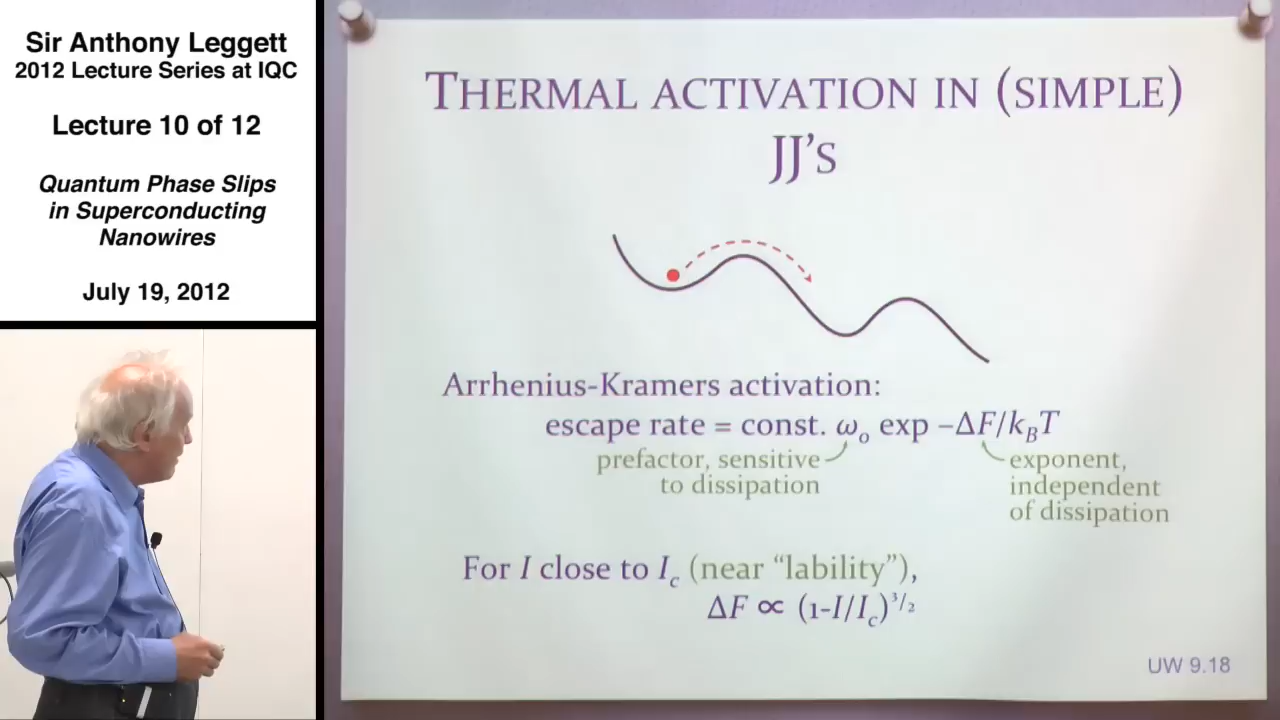 Sir Anthony Leggett
2012 Lecture Series at IQC
Lecture 10 of 12
Quantum Phase Slips
in Superconducting
Nanowires
July 19, 2012
THERMAL ACTIVATION IN (SIMPLE)
JJ'S
Arrhenius-Kramers activation:
escape rate = const. ω₀ exp −ΔF/k_BT
prefactor, sensitive
to dissipation
exponent,
independent
of dissipation
For I close to I_c (near “lability”),
ΔF ∝ (1-I/I_c)^3/2
UW 9.18